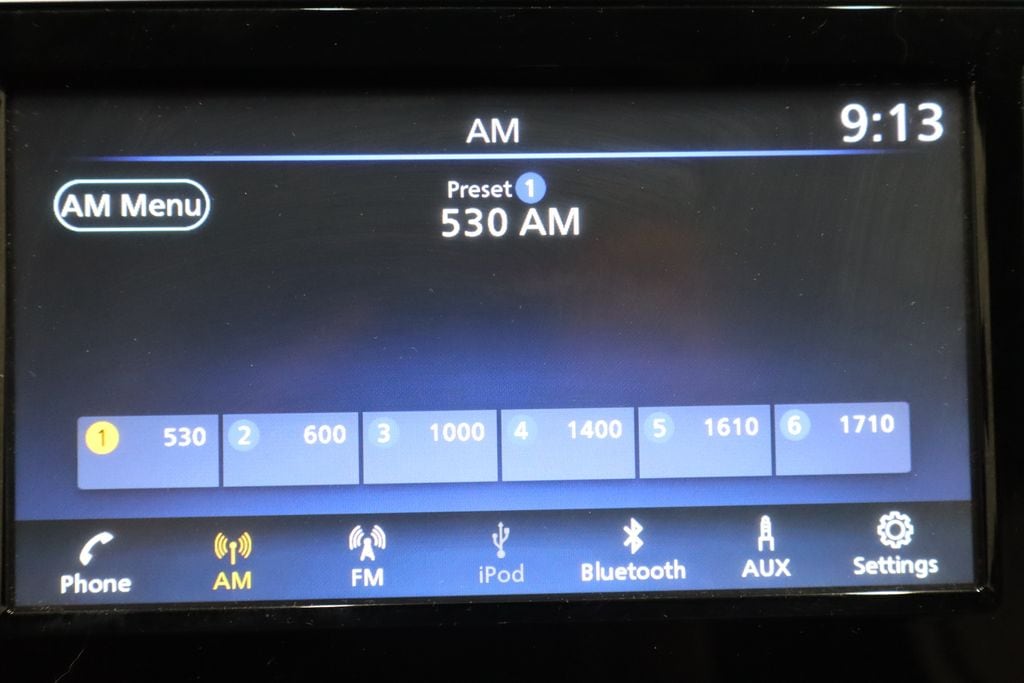 AM
9:13
AM Menu
Preset 1
530 AM
1 530 2 600 3 1000 4 1400 5 1610 6 1710
Phone AM FM iPod Bluetooth AUX Settings